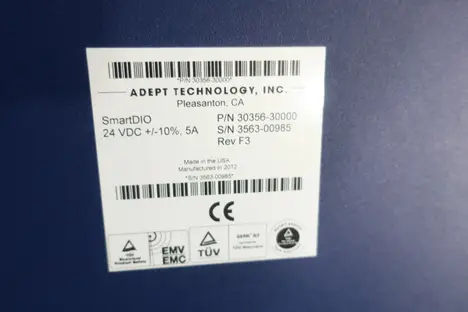 *P/N 30356-30000*
ADEPT TECHNOLOGY, INC.
Pleasanton, CA
SmartDIO
24 VDC +/-10%, 5A
P/N 30356-30000
S/N 3563-00985
Rev F3
Made in the USA
Manufactured in 2012
*S/N 3563-00985*
CE
EMV
EMC
TÜV